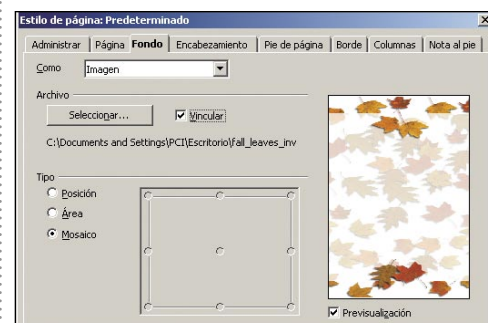 Estilo de página: Predeterminado
Administrar Página Fondo Encabezamiento Pie de página Borde Columnas Nota al pie
Como Imagen
Archivo
Seleccionar... Vincular
C:\Documents and Settings\PCI\Escritorio\fall_leaves_inv
Tipo
Posición
Área
Mosaico
Previsualización